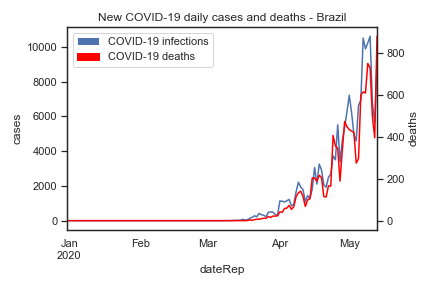 New COVID-19 daily cases and deaths - Brazil
COVID-19 infections
COVID-19 deaths
10000
8000
6000
4000
2000
0
cases
800
600
400
200
0
deaths
Jan Feb Mar Apr May
2020
dateRep